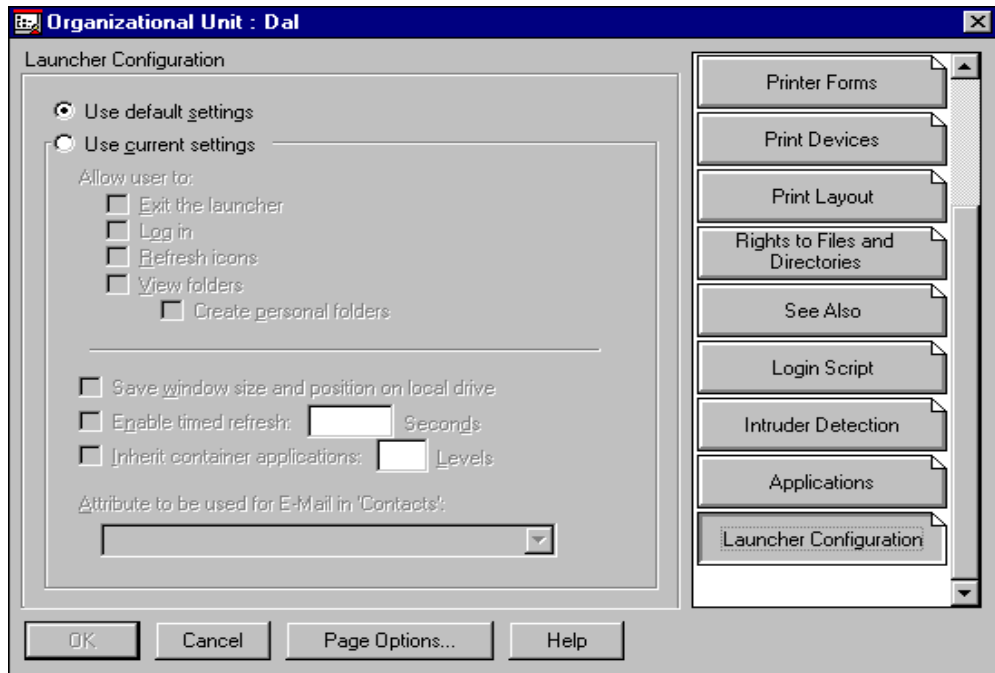 Organizational Unit : Dal
Launcher Configuration
Use default settings
Use current settings
Allow user to:
Exit the launcher
Log in
Refresh icons
View folders
Create personal folders
Save window size and position on local drive
Enable timed refresh: Seconds
Inherit container applications: Levels
Attribute to be used for E-Mail in 'Contacts':
Printer Forms
Print Devices
Print Layout
Rights to Files and
Directories
See Also
Login Script
Intruder Detection
Applications
Launcher Configuration
OK Cancel Page Options... Help